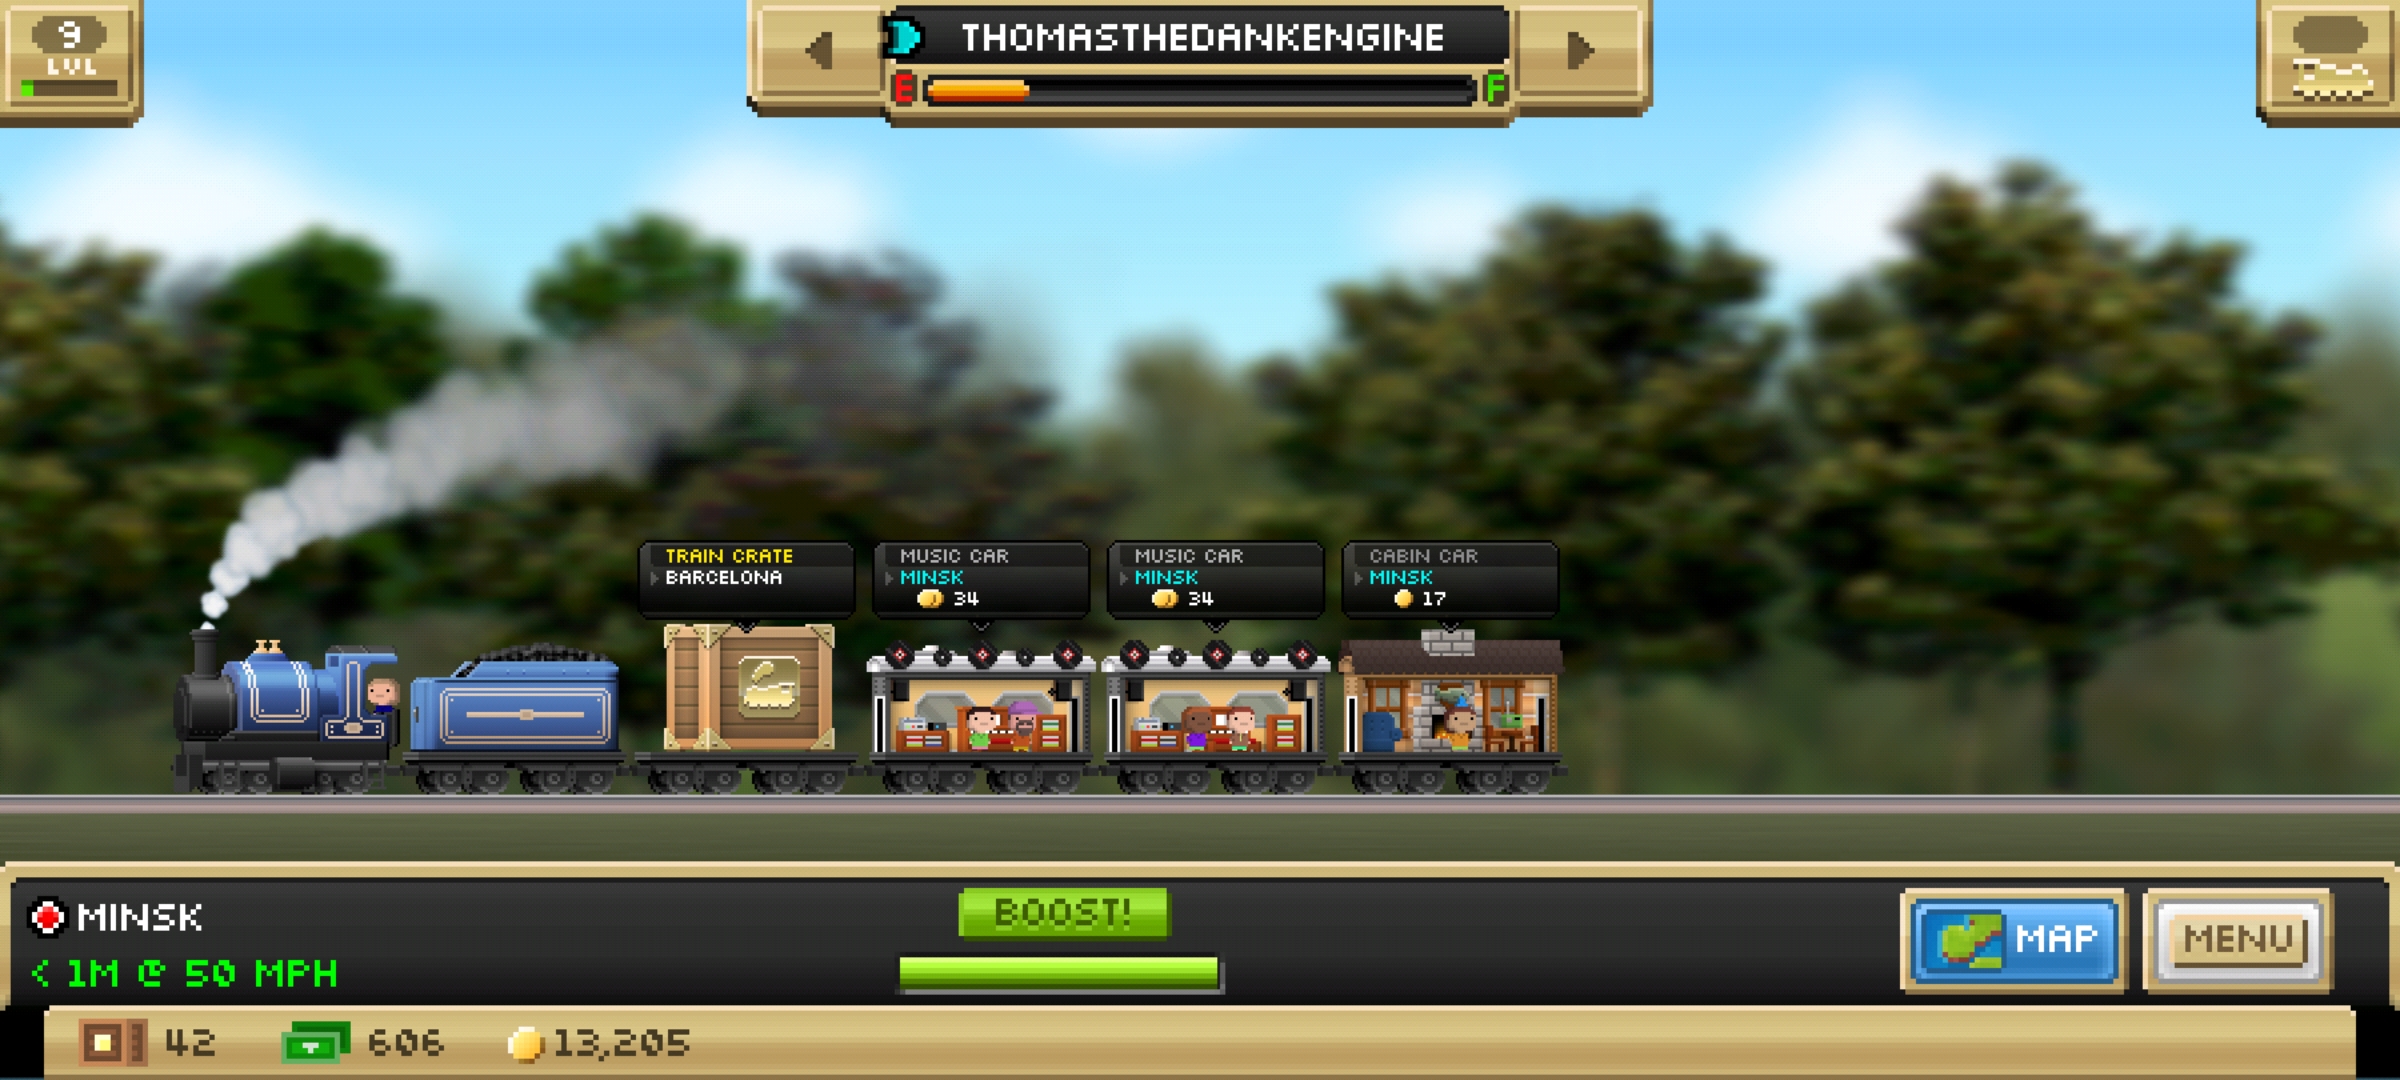 9
LVL
THOMASTHEDANKENGINE
E
F
TRAIN CRATE
BARCELONA
MUSIC CAR
MINSK
34
MUSIC CAR
MINSK
34
CABIN CAR
MINSK
17
MINSK
< 1M @ 50 MPH
BOOST!
MAP
MENU
42
606
13,205